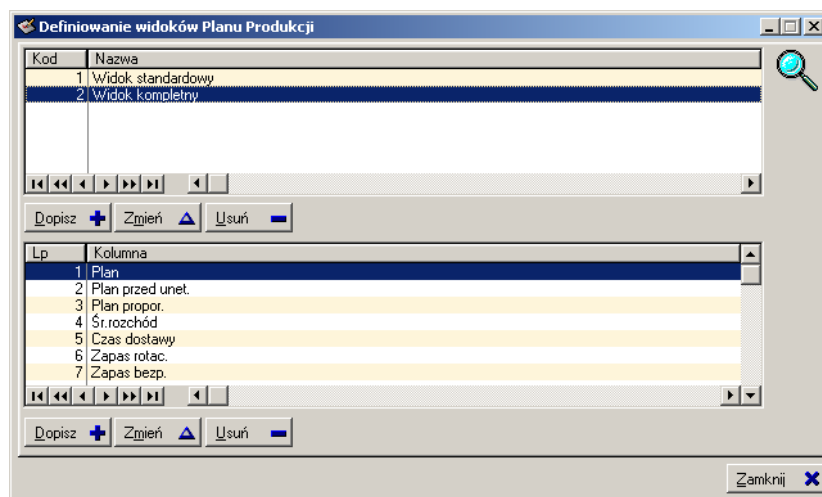 Definiowanie widoków Planu Produkcji
Kod Nazwa
1 Widok standardowy
2 Widok kompletny
Dopisz Zmień Usuń
Lp Kolumna
1 Plan
2 Plan przed unet.
3 Plan propor.
4 Śr.rozchód
5 Czas dostawy
6 Zapas rotac.
7 Zapas bezp.
Dopisz Zmień Usuń
Zamknij